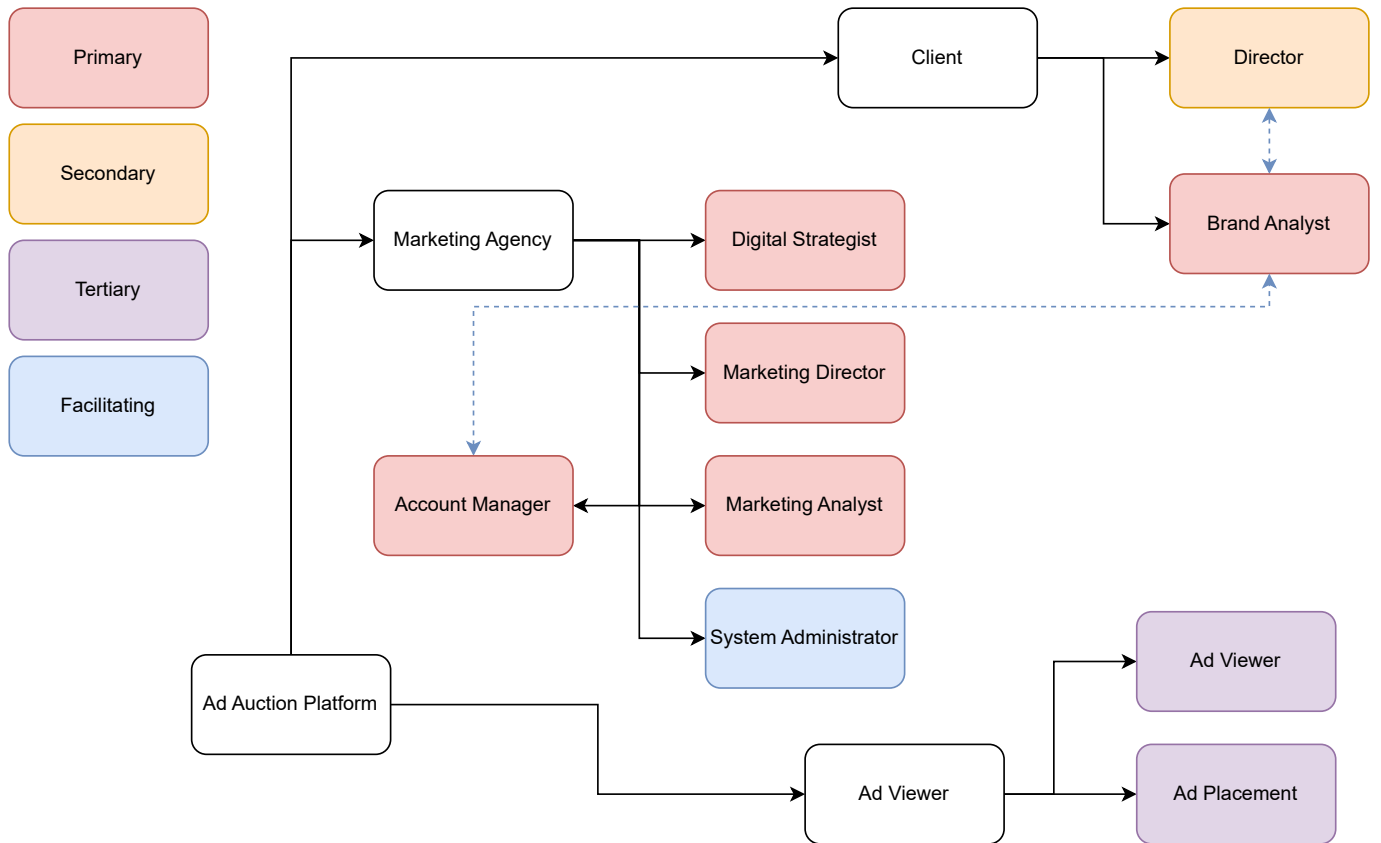 Primary
Client
Director
Secondary
Brand Analyst
Marketing Agency
Digital Strategist
Tertiary
Marketing Director
Facilitating
Account Manager
Marketing Analyst
System Administrator
Ad Viewer
Ad Auction Platform
Ad Viewer
Ad Placement